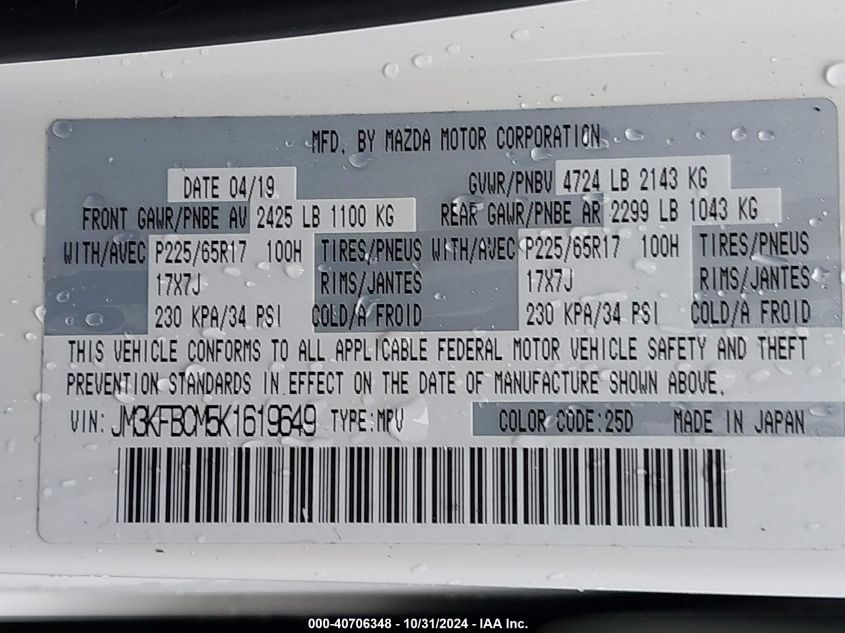 MFD. BY MAZDA MOTOR CORPORATION
DATE 04/19 GVWR/PNBV 4724 LB 2143 KG
FRONT GAWR/PNBE AV 2425 LB 1100 KG REAR GAWR/PNBE AR 2299 LB 1043 KG
WITH/AVEC P225/65R17 100H TIRES/PNEUS WITH/AVEC P225/65R17 100H TIRES/PNEUS
17X7J RIMS/JANTES 17X7J RIMS/JANTES
230 KPA/34 PSI COLD/A FROID 230 KPA/34 PSI COLD/A FROID
THIS VEHICLE CONFORMS TO ALL APPLICABLE FEDERAL MOTOR VEHICLE SAFETY AND THEFT
PREVENTION STANDARDS IN EFFECT ON THE DATE OF MANUFACTURE SHOWN ABOVE.
VIN: JM3KFBCM5K1619649 TYPE:MPV COLOR CODE:25D MADE IN JAPAN
000-40706348 - 10/31/2024 - IAA Inc.